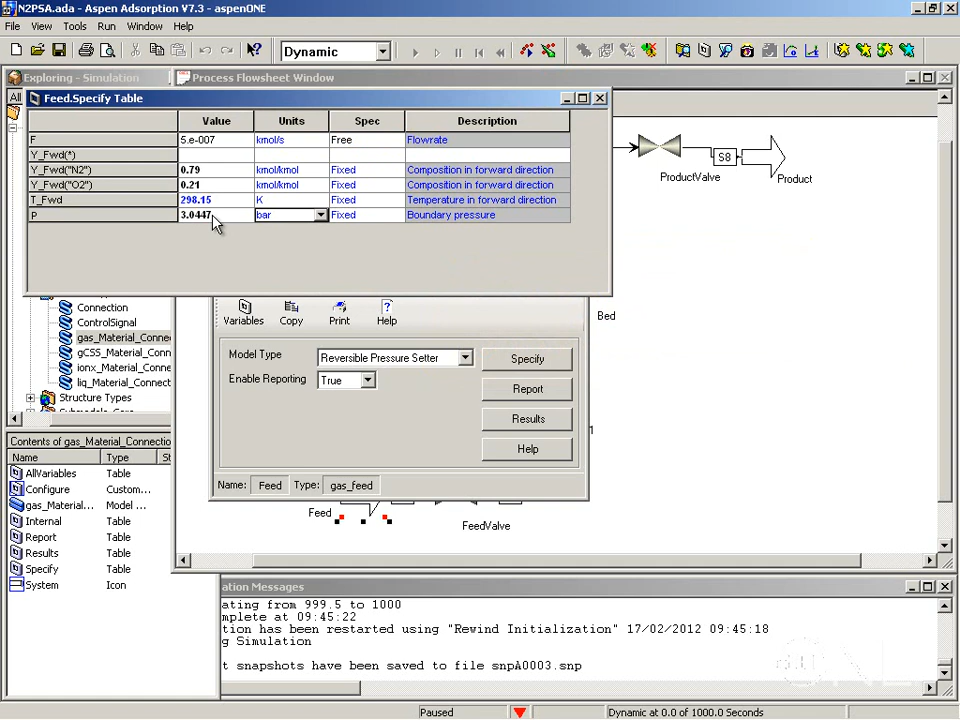 N2PSA.ada - Aspen Adsorption V7.3 - aspenONE
File View Tools Run Window Help
Dynamic
Exploring - Simulation
Process Flowsheet Window
All
Feed.Specify Table
Value Units Spec Description
F 5.e-007 kmol/s Free Flowrate
Y_Fwd(*)
Y_Fwd("N2") 0.79 kmol/kmol Fixed Composition in forward direction
Y_Fwd("O2") 0.21 kmol/kmol Fixed Composition in forward direction
T_Fwd 298.15 K Fixed Temperature in forward direction
P 3.0447 bar Fixed Boundary pressure
S8
ProductValve
Product
Connection
ControlSignal
gas_Material_Conne
gCSS_Material_Conn
ionx_Material_Connect
liq_Material_Connecti
Structure Types
Variables Copy Print Help
Model Type Reversible Pressure Setter Specify
Enable Reporting True
Report
Results
Help
Name: Feed Type: gas_feed
Bed
Feed
FeedValve
Contents of gas_Material_Connection
Name Type St
AllVariables Table
Configure Custom...
gas_Material... Model ...
Internal Table
Report Table
Results Table
Specify Table
System Icon
ation Messages
ating from 999.5 to 1000
mplete at 09:45:22
tion has been restarted using "Rewind Initialization" 17/02/2012 09:45:18
g Simulation
t snapshots have been saved to file snpA0003.snp
Paused
Dynamic at 0.0 of 1000.0 Seconds